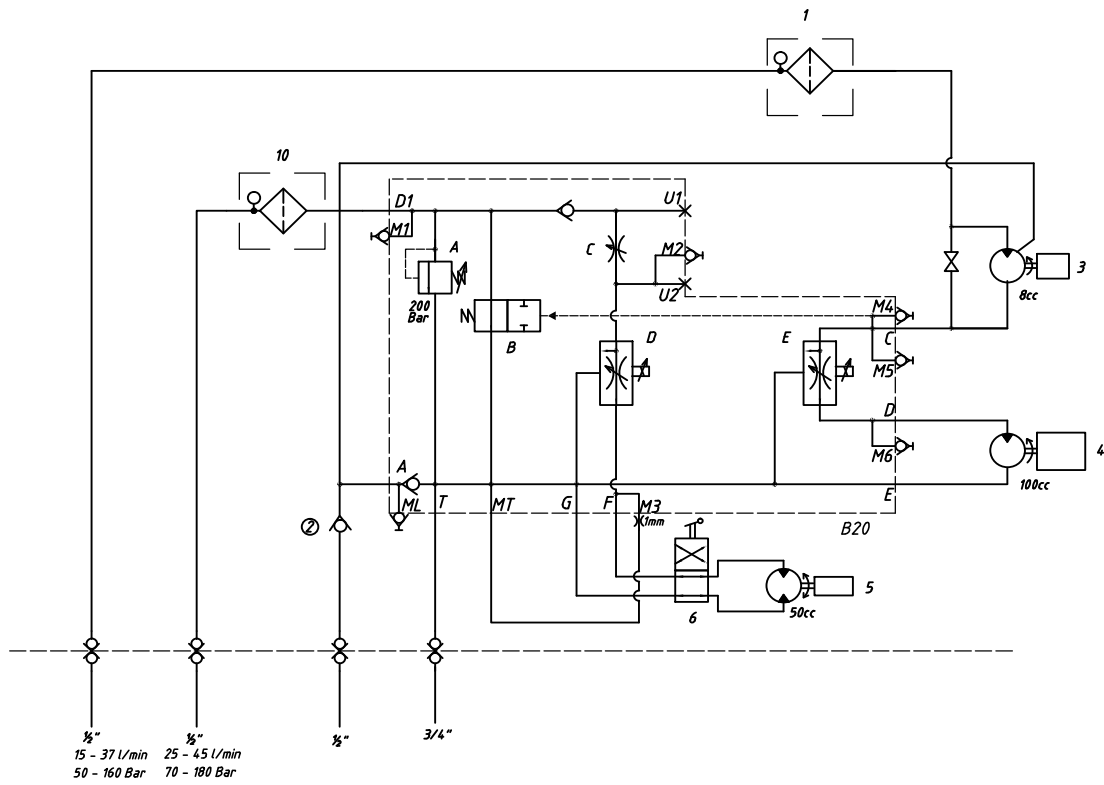 1
10
D1
U1
M1
A
C
M2
3
8cc
200
Bar
U2
M4
B
D
E
C
M5
D
4
A
M6
100cc
ML
T
MT
G
F
M3
E
2
1mm
B20
5
50cc
6
½"
½"
½"
3/4"
15 - 37 l/min
25 - 45 l/min
50 - 160 Bar
70 - 180 Bar